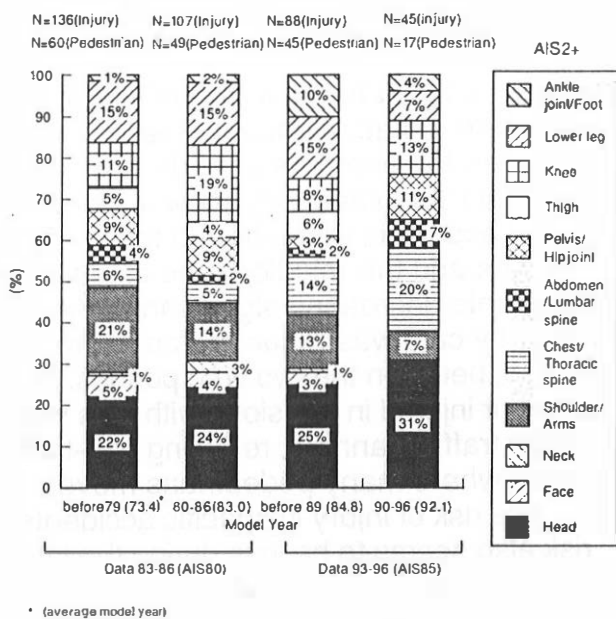 N=136(Injury) N=107(Injury) N=88(Injury) N=45(injury)
N=60(Pedestrian) N=49(Pedestrian) N=45(Pedestrian) N=17(Pedestrian)
AIS2+
(%)
100
90
80
70
60
50
40
30
20
10
0
1%
15%
11%
5%
9%
4%
6%
21%
1%
5%
22%
2%
15%
19%
4%
9%
2%
5%
14%
3%
4%
24%
10%
15%
8%
6%
3%
2%
14%
13%
1%
3%
25%
4%
7%
13%
11%
7%
20%
7%
31%
Ankle
joint/Foot
Lower leg
Knee
Thigh
Pelvis/
Hip joint
Abdomen
/Lumbar
spine
Chest/
Thoracic
spine
Shoulder/
Arms
Neck
Face
Head
before79 (73.4)* 80-86(83.0) before 89 (84.8) 90-96 (92.1)
Model Year
Data 83-86 (AIS80) Data 93-96 (AIS85)
* (average model year)